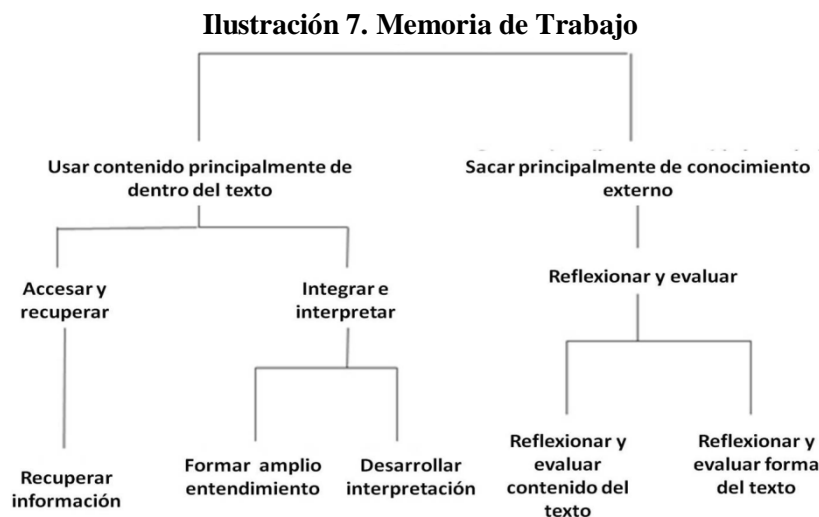 Ilustración 7. Memoria de Trabajo
Usar contenido principalmente de
dentro del texto
Sacar principalmente de conocimiento
externo
Accesar y
recuperar
Integrar e
interpretar
Reflexionar y evaluar
Recuperar
información
Formar amplio
entendimiento
Desarrollar
interpretación
Reflexionar y
evaluar
contenido del
texto
Reflexionar y
evaluar forma
del texto